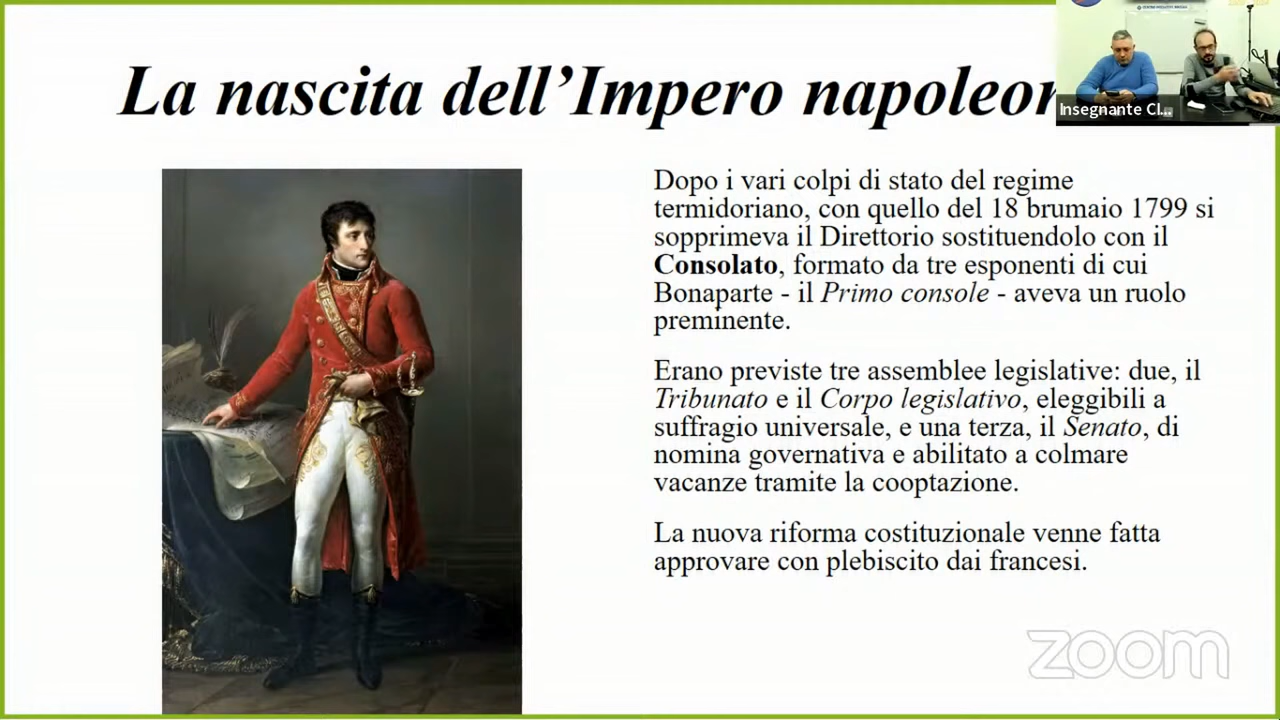 La nascita dell’Impero
Insegnante Cl...
Dopo i vari colpi di stato del regime
termidoriano, con quello del 18 brumaio 1799 si
sopprimeva il Direttorio sostituendolo con il
Consolato, formato da tre esponenti di cui
Bonaparte - il Primo console - aveva un ruolo
preminente.
Erano previste tre assemblee legislative: due, il
Tribunato e il Corpo legislativo, eleggibili a
suffragio universale, e una terza, il Senato, di
nomina governativa e abilitato a colmare
vacanze tramite la cooptazione.
La nuova riforma costituzionale venne fatta
approvare con plebiscito dai francesi.
zoom